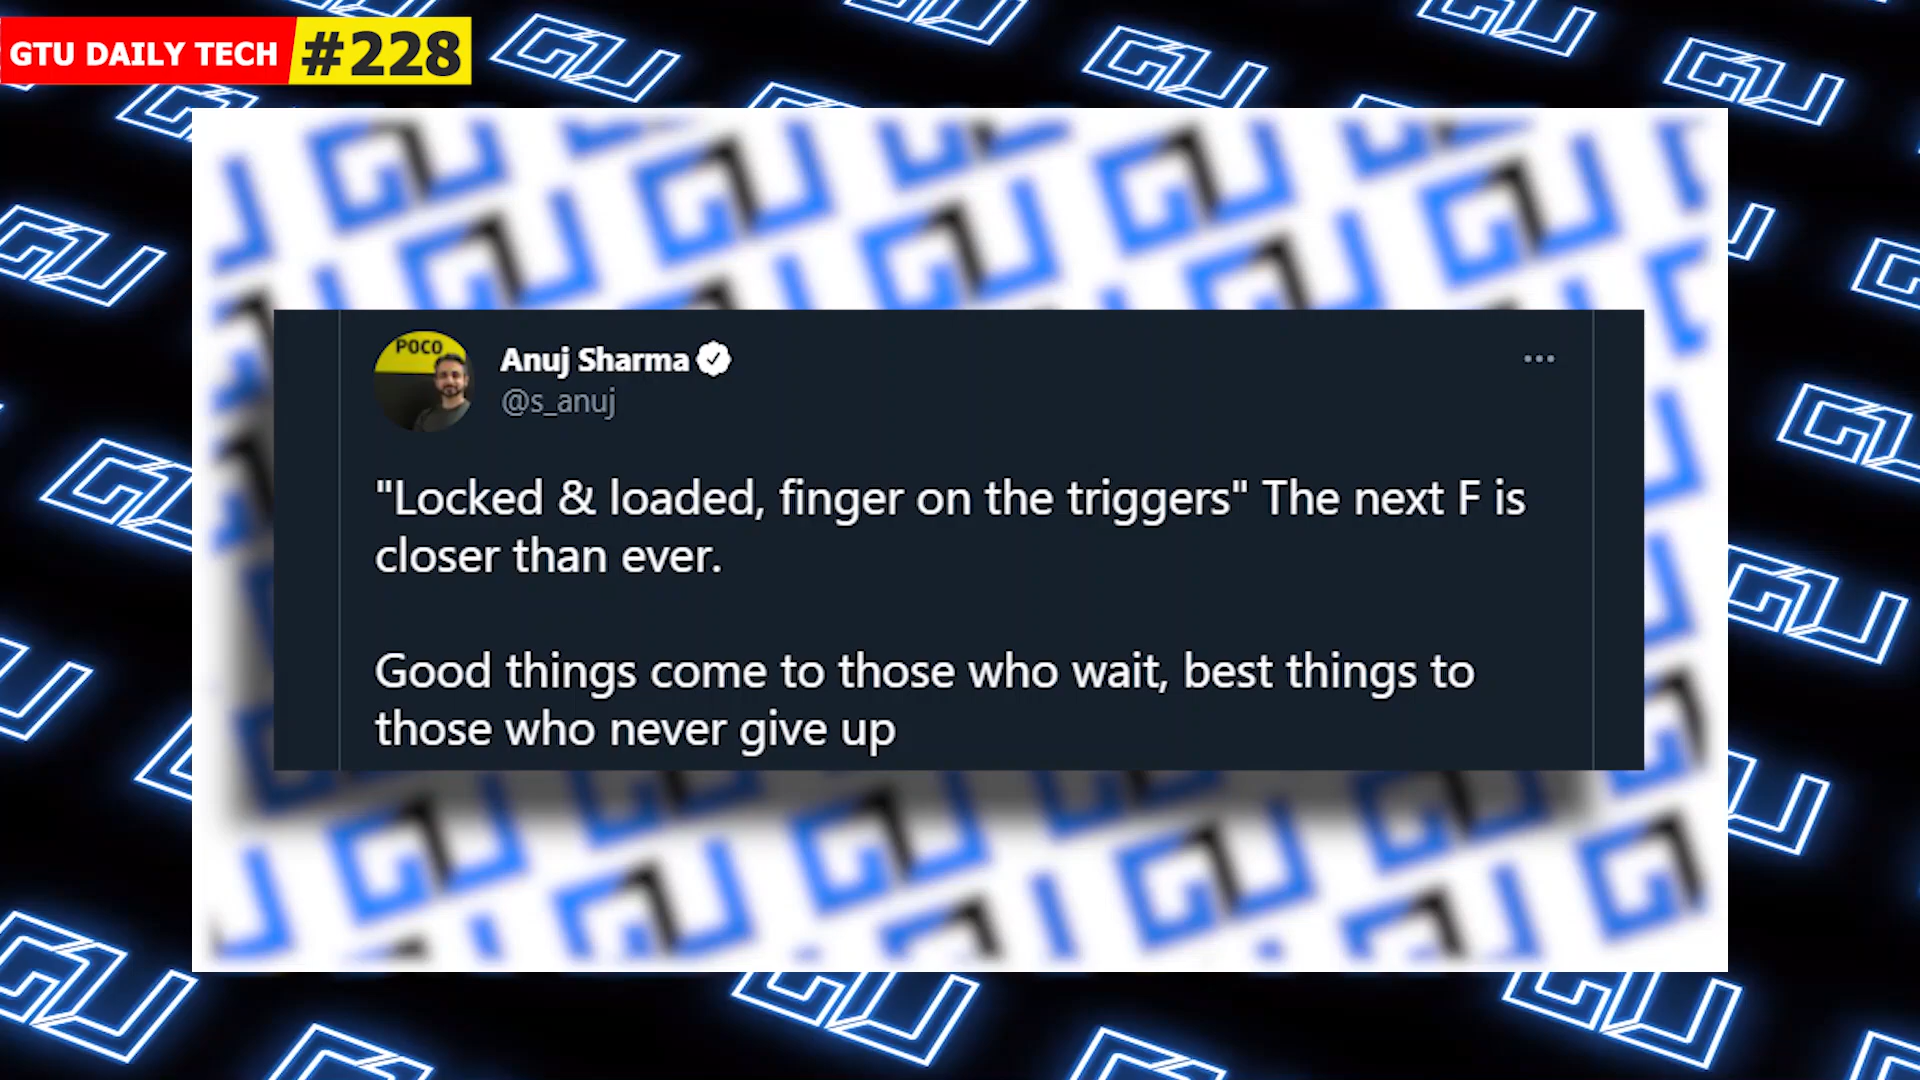 GTU DAILY TECH #228
POCO
Anuj Sharma
@s_anuj
"Locked & loaded, finger on the triggers" The next F is
closer than ever.
Good things come to those who wait, best things to
those who never give up